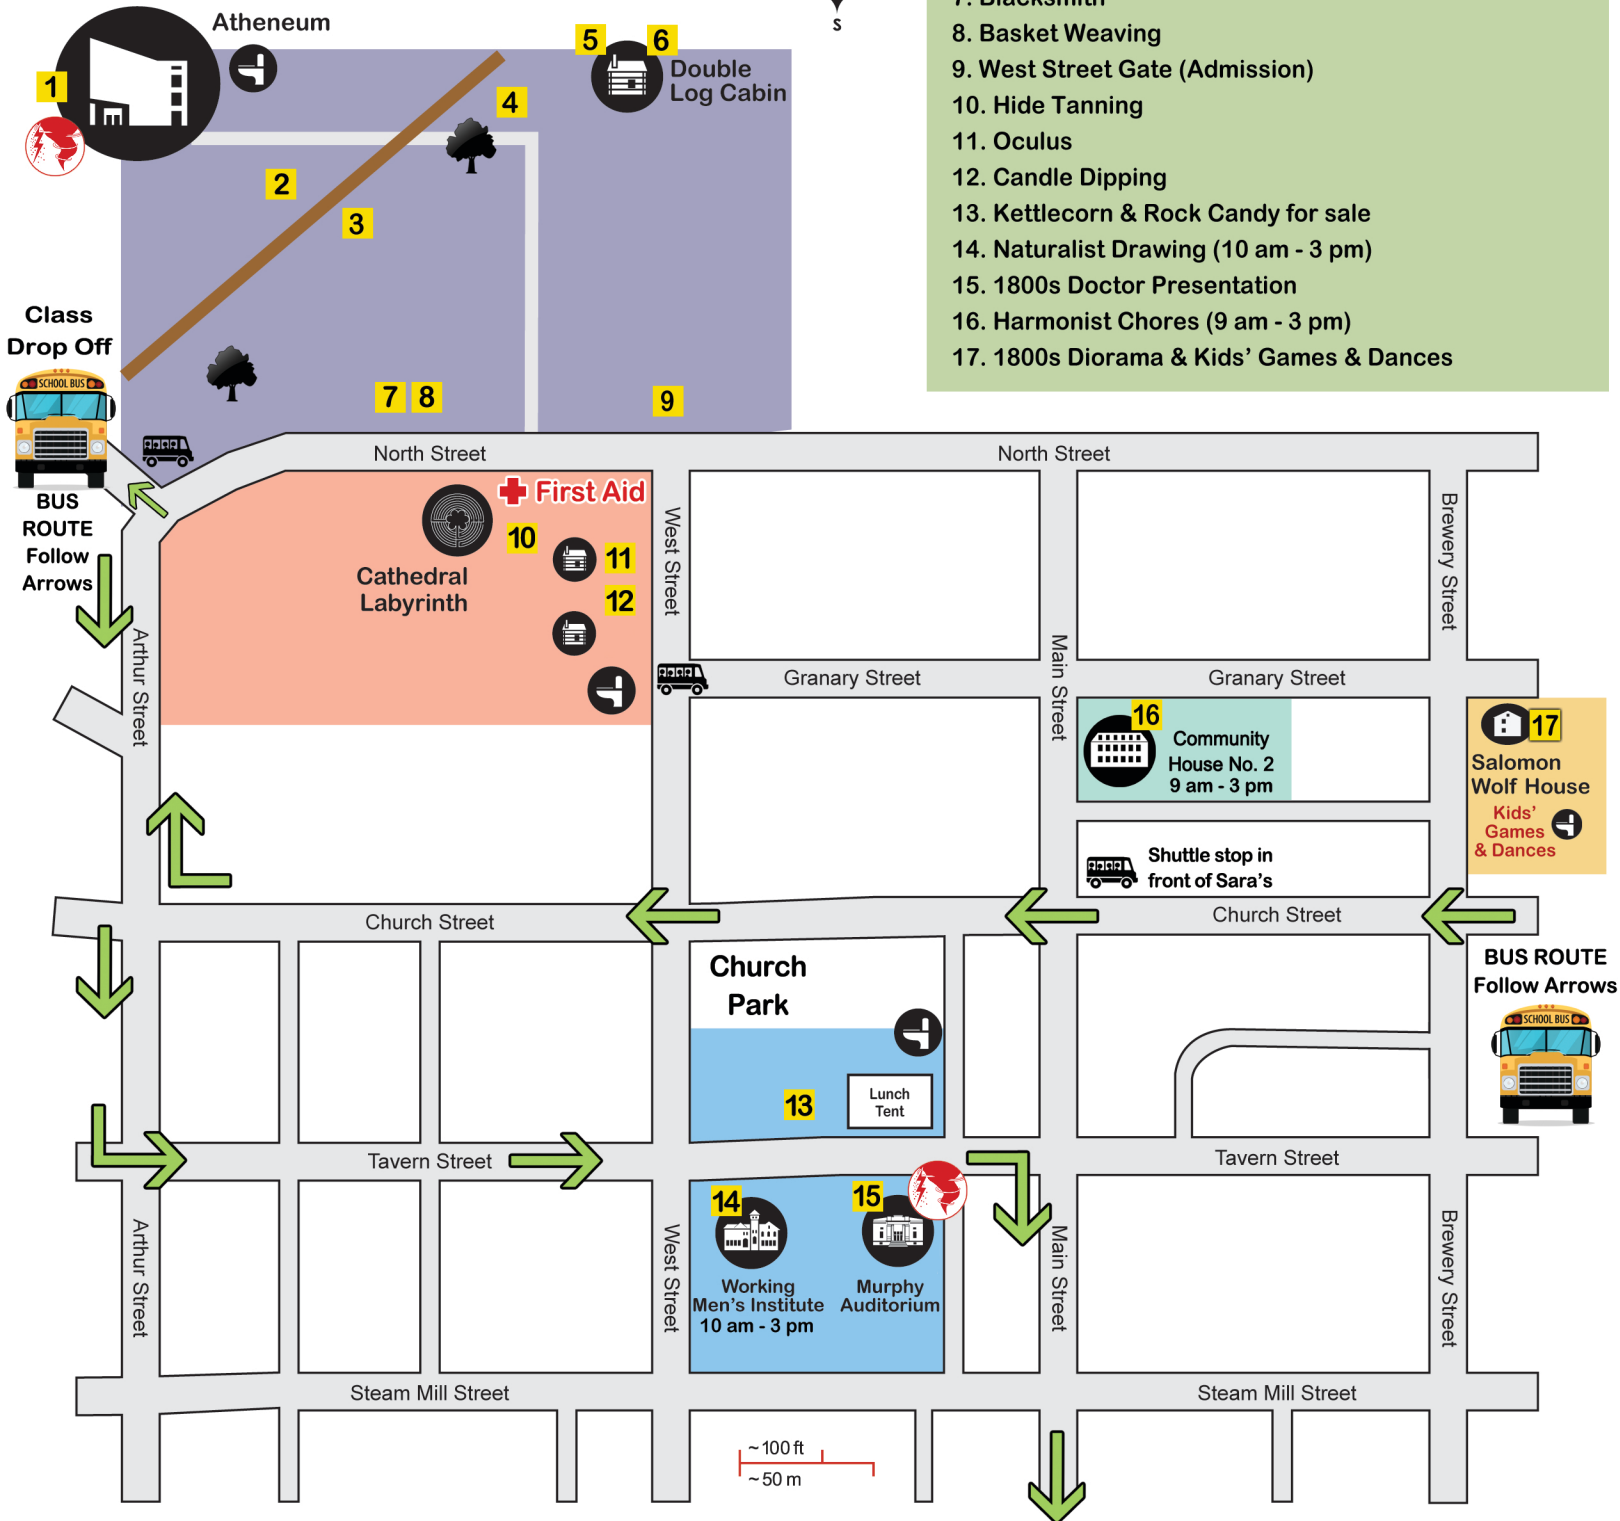 S
7. Blacksmith
8. Basket Weaving
9. West Street Gate (Admission)
10. Hide Tanning
11. Oculus
12. Candle Dipping
13. Kettlecorn & Rock Candy for sale
14. Naturalist Drawing (10 am - 3 pm)
15. 1800s Doctor Presentation
16. Harmonist Chores (9 am - 3 pm)
17. 1800s Diorama & Kids' Games & Dances
Atheneum
1
5
6
Double
Log Cabin
4
2
3
Class
Drop Off
SCHOOL BUS
7
8
9
BUS
ROUTE
Follow
Arrows
North Street
North Street
First Aid
10
11
12
Cathedral
Labyrinth
West Street
Brewery Street
Arthur Street
Main Street
Granary Street
Granary Street
16
Community
House No. 2
9 am - 3 pm
17
Salomon
Wolf House
Kids'
Games
& Dances
Shuttle stop in
front of Sara's
Church Street
Church Street
Church
Park
BUS ROUTE
Follow Arrows
SCHOOL BUS
13
Lunch
Tent
Tavern Street
Tavern Street
14
15
Working
Men's Institute
10 am - 3 pm
Murphy
Auditorium
Arthur Street
West Street
Main Street
Brewery Street
Steam Mill Street
Steam Mill Street
~100 ft
~50 m